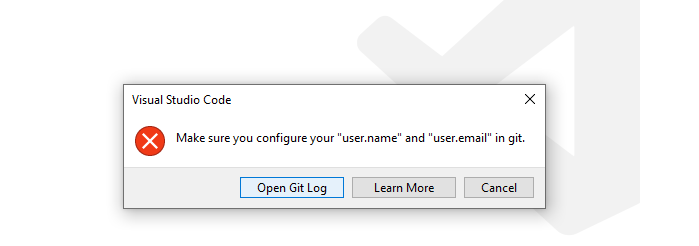 Visual Studio Code
Make sure you configure your "user.name" and "user.email" in git.
Open Git Log
Learn More
Cancel